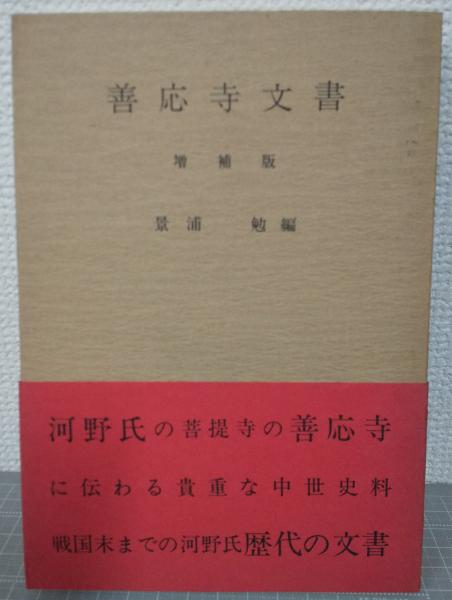 善応寺文書
増補版
景浦 勉編
河野氏の菩提寺の善応寺
に伝わる貴重な中世史料
戦国末までの河野氏歴代の文書